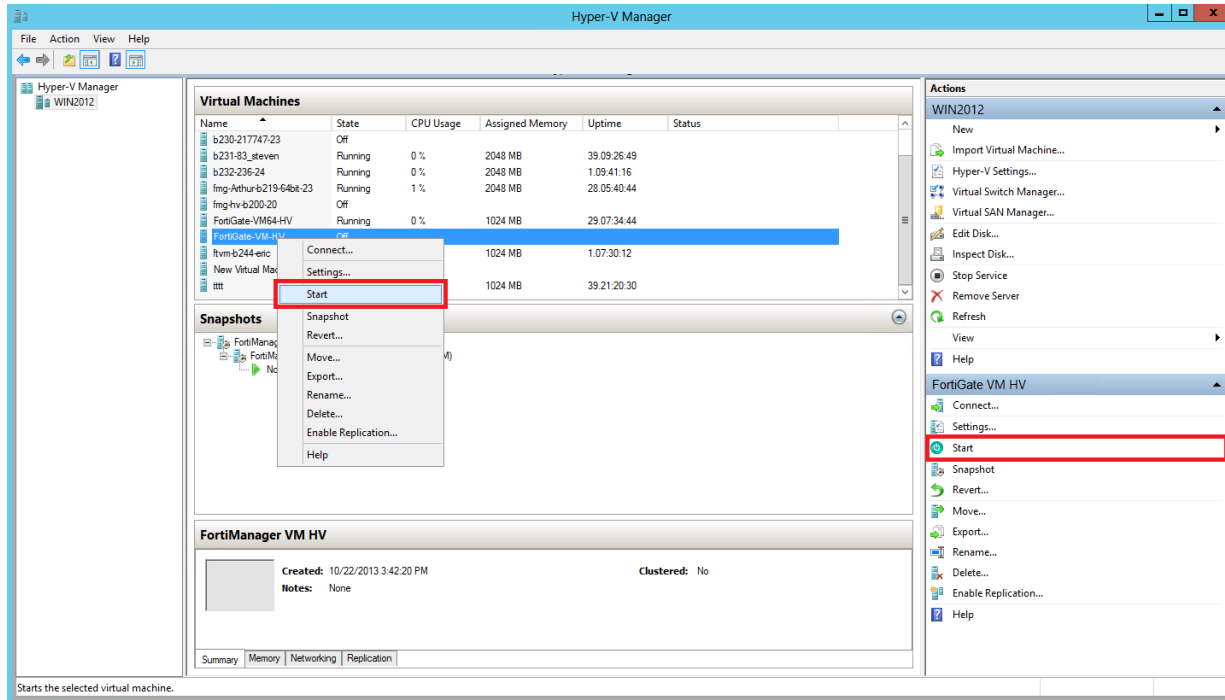 Hyper-V Manager
File Action View Help
Hyper-V Manager
WIN2012
Virtual Machines
Name State CPU Usage Assigned Memory Uptime Status
b230-217747-23 Off
b231-83_steven Running 0 % 2048 MB 39.09:26:49
b232-236-24 Running 0 % 2048 MB 1.09:41:16
fmg-Arthur-b219-64bit-23 Running 1 % 2048 MB 28.05:40:44
fmg-hv-b200-20 Off
FortiGate-VM64-HV Running 0 % 1024 MB 29.07:34:44
FortiGate-VM-HV Off
ftvm-b244-eric 1024 MB 1.07:30:12
New Virtual Mac
tttt 1024 MB 39.21:20:30
Connect...
Settings...
Start
Snapshot
Revert...
Move...
Export...
Rename...
Delete...
Enable Replication...
Help
Snapshots
FortiManag
FortiMa
No
FortiManager VM HV
Created: 10/22/2013 3:42:20 PM Clustered: No
Notes: None
Summary Memory Networking Replication
Actions
WIN2012
New
Import Virtual Machine...
Hyper-V Settings...
Virtual Switch Manager...
Virtual SAN Manager...
Edit Disk...
Inspect Disk...
Stop Service
Remove Server
Refresh
View
Help
FortiGate VM HV
Connect...
Settings...
Start
Snapshot
Revert...
Move...
Export...
Rename...
Delete...
Enable Replication...
Help
Starts the selected virtual machine.